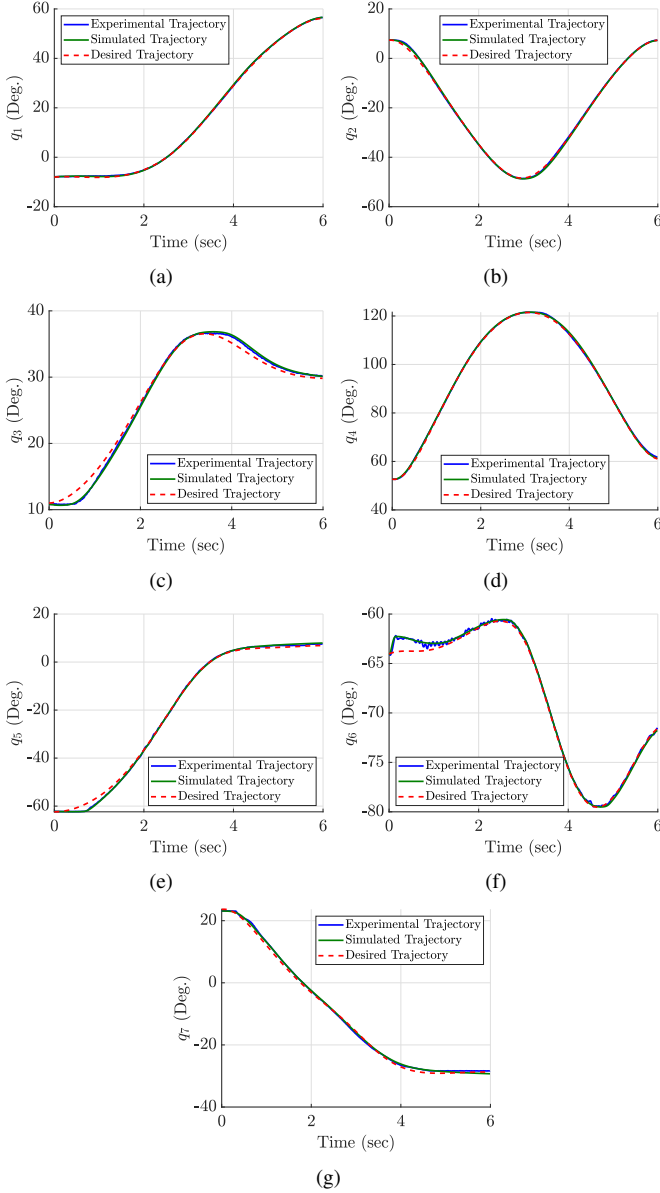 60
40
20
0
-20
q1 (Deg.)
Experimental Trajectory
Simulated Trajectory
Desired Trajectory
0 2 4 6
Time (sec)
(a)
20
0
-20
-40
-60
q2 (Deg.)
Experimental Trajectory
Simulated Trajectory
Desired Trajectory
0 2 4 6
Time (sec)
(b)
40
30
20
10
q3 (Deg.)
Experimental Trajectory
Simulated Trajectory
Desired Trajectory
0 2 4 6
Time (sec)
(c)
120
100
80
60
40
q4 (Deg.)
Experimental Trajectory
Simulated Trajectory
Desired Trajectory
0 2 4 6
Time (sec)
(d)
20
0
-20
-40
-60
q5 (Deg.)
Experimental Trajectory
Simulated Trajectory
Desired Trajectory
0 2 4 6
Time (sec)
(e)
-60
-65
-70
-75
-80
q6 (Deg.)
Experimental Trajectory
Simulated Trajectory
Desired Trajectory
0 2 4 6
Time (sec)
(f)
20
0
-20
-40
q7 (Deg.)
Experimental Trajectory
Simulated Trajectory
Desired Trajectory
0 2 4 6
Time (sec)
(g)